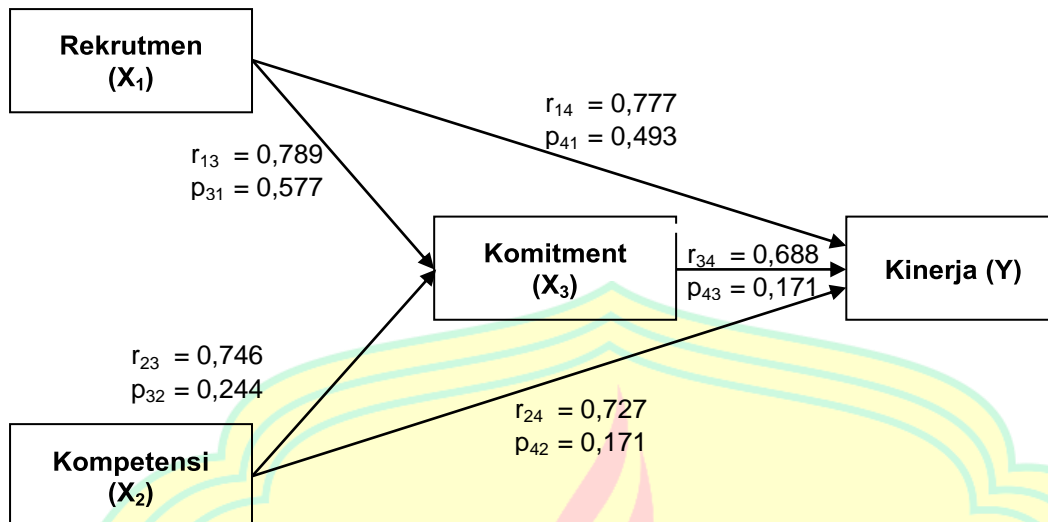 Rekrutmen
(X₁)
r₁₄ = 0,777
p₄₁ = 0,493
r₁₃ = 0,789
p₃₁ = 0,577
Komitment
(X₃)
r₃₄ = 0,688
p₄₃ = 0,171
Kinerja (Y)
r₂₃ = 0,746
p₃₂ = 0,244
r₂₄ = 0,727
p₄₂ = 0,171
Kompetensi
(X₂)